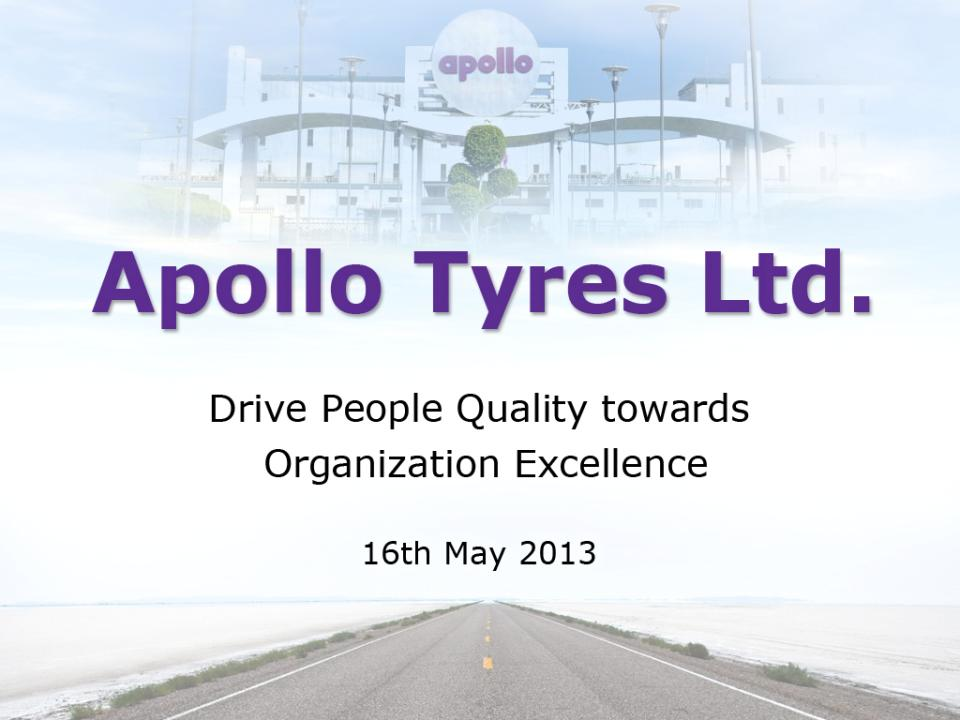 apollo
Apollo Tyres Ltd.
Drive People Quality towards
Organization Excellence
16th May 2013